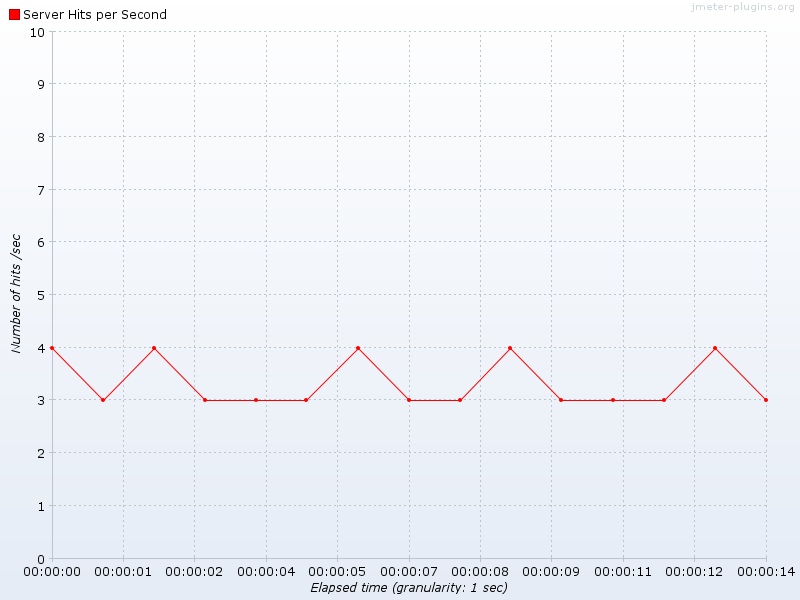 jmeter-plugins.org
Server Hits per Second
10
9
8
7
6
5
4
3
2
1
0
Number of hits /sec
00:00:00 00:00:01 00:00:02 00:00:04 00:00:05 00:00:07 00:00:08 00:00:09 00:00:11 00:00:12 00:00:14
Elapsed time (granularity: 1 sec)